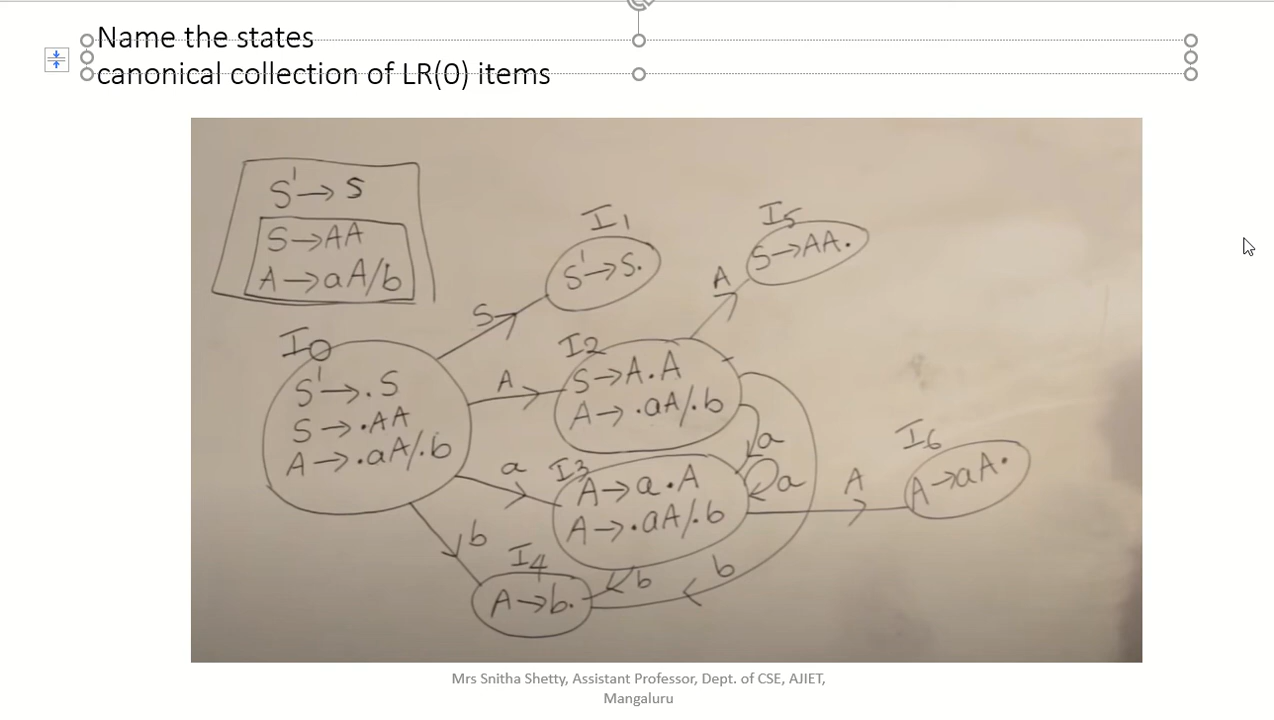 Name the states
canonical collection of LR(0) items
S'→S
S→AA
A→aA/b
I0
S'→.S
S→.AA
A→.aA/.b
S
I1
S'→S.
A
I2
S→A.A
A→.aA/.b
A
I5
S→AA.
a
I3
A→a.A
A→.aA/.b
a
a
A
I6
A→aA.
b
I4
A→b.
b
b
Mrs Snitha Shetty, Assistant Professor, Dept. of CSE, AJIET,
Mangaluru